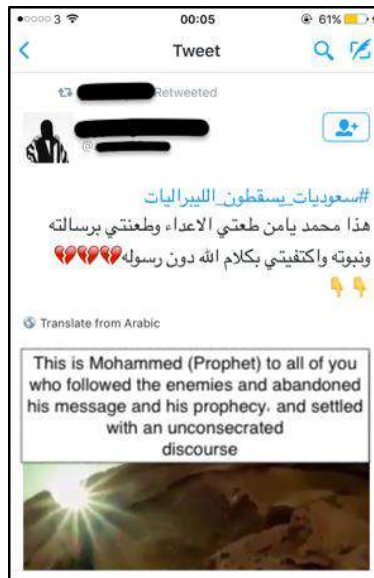 3
00:05
61%
Tweet
Retweeted
@
#سعوديات_يسقطون_الليبراليات
هذا محمد يامن طعتي الاعداء وطعنتي برسالته
ونبوته واكتفيتي بكلام الله دون رسوله💔💔💔
👇👇
Translate from Arabic
This is Mohammed (Prophet) to all of you
who followed the enemies and abandoned
his message and his prophecy, and settled
with an unconsecrated
discourse